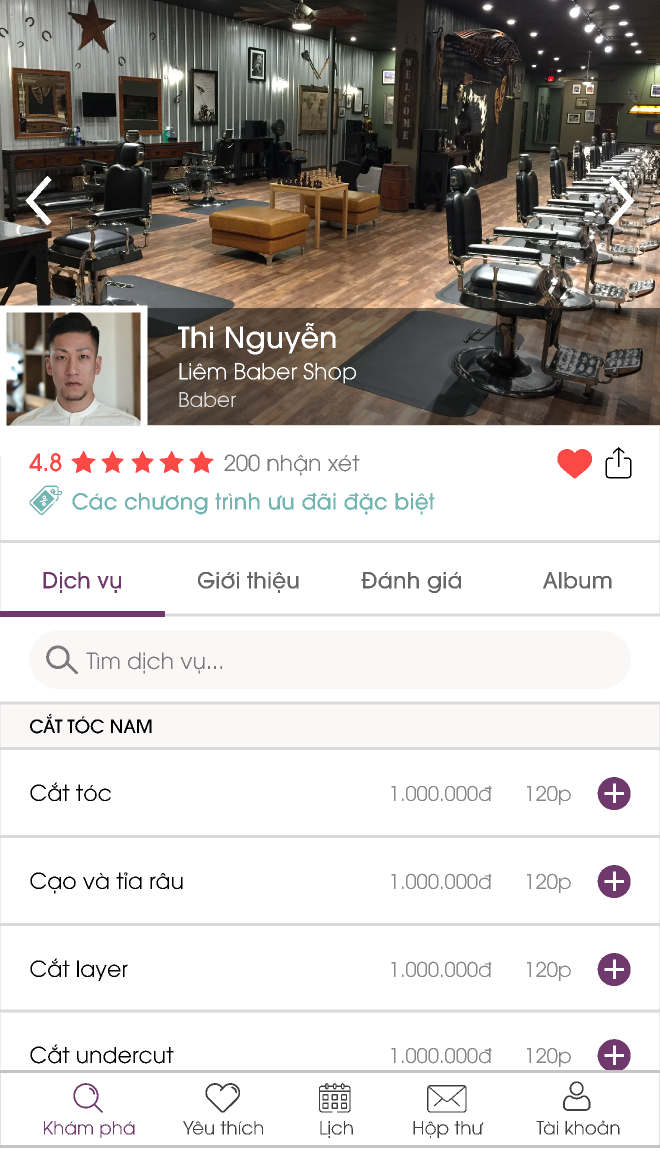 WELCOME
Thi Nguyễn
Liêm Baber Shop
Baber
4.8 200 nhận xét
Các chương trình ưu đãi đặc biệt
Dịch vụ Giới thiệu Đánh giá Album
Tìm dịch vụ...
CẮT TÓC NAM
Cắt tóc 1.000.000đ 120p
Cạo và tỉa râu 1.000.000đ 120p
Cắt layer 1.000.000đ 120p
Cắt undercut 1.000.000đ 120p
Khám phá Yêu thích Lịch Hộp thư Tài khoản